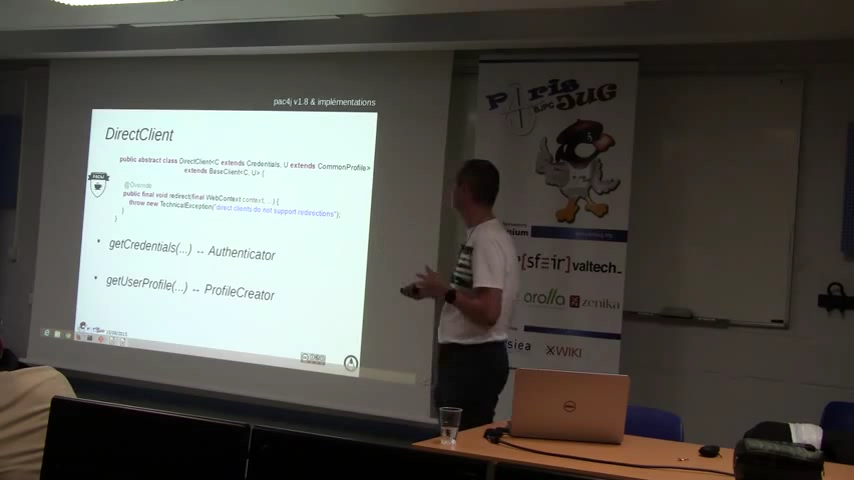 pac4j v1.8 & implémentations
DirectClient
public abstract class DirectClient<C extends Credentials, U extends CommonProfile>
extends BaseClient<C, U> {
@Override
public final void redirect(final WebContext context, ...) {
throw new TechnicalException("direct clients do not support redirections");
}
}
• getCredentials(...) ↔ Authenticator
• getUserProfile(...) ↔ ProfileCreator
Paris
JUG
[sfeir]
valtech_
arolla
zenika
siea
XWIKI
DELL